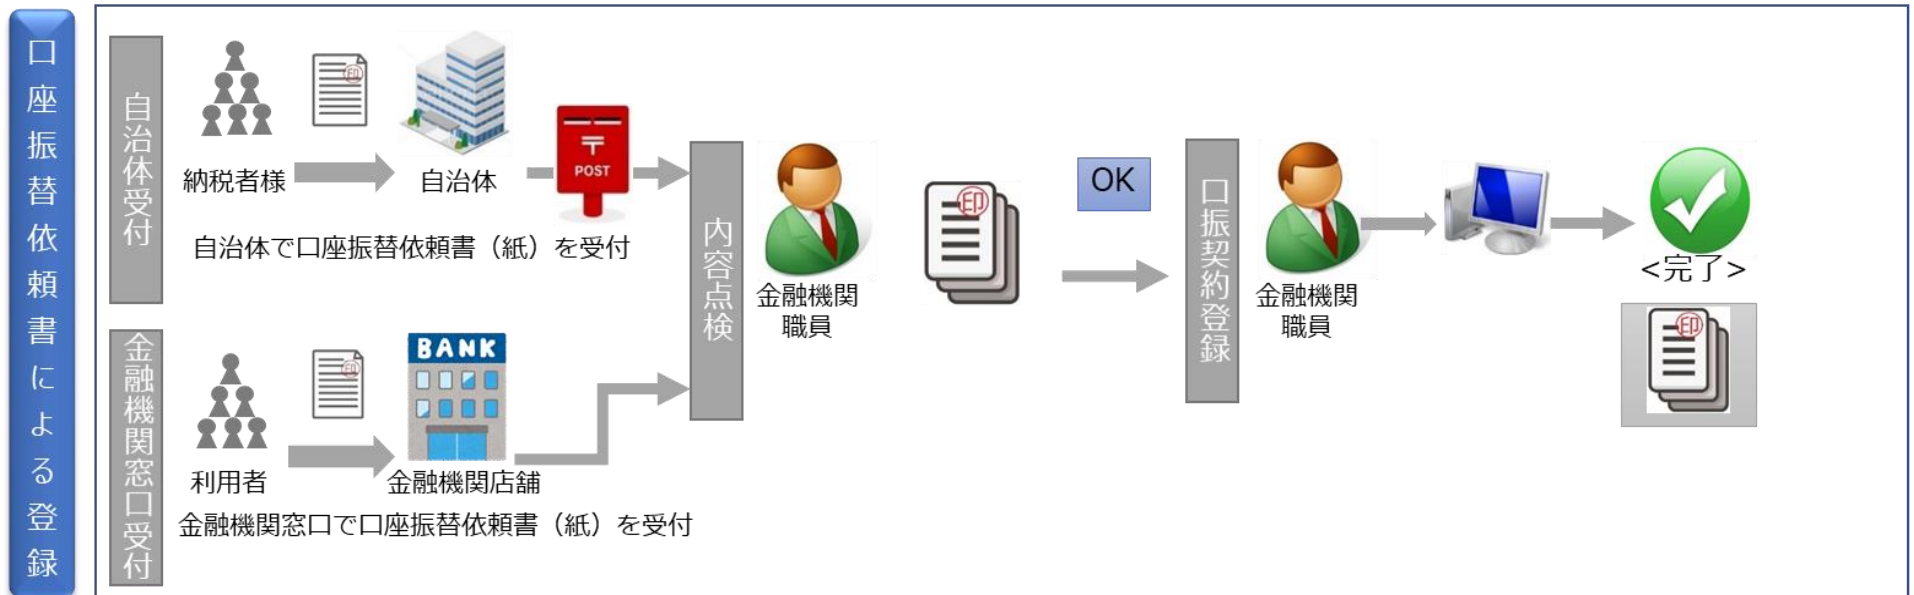 口座振替依頼書による登録
自治体受付
印
納税者様
自治体
〒
POST
自治体で口座振替依頼書（紙）を受付
金融機関窓口受付
印
BANK
利用者
金融機関店舗
金融機関窓口で口座振替依頼書（紙）を受付
内容点検
金融機関
職員
印
OK
口振契約登録
金融機関
職員
<完了>
印